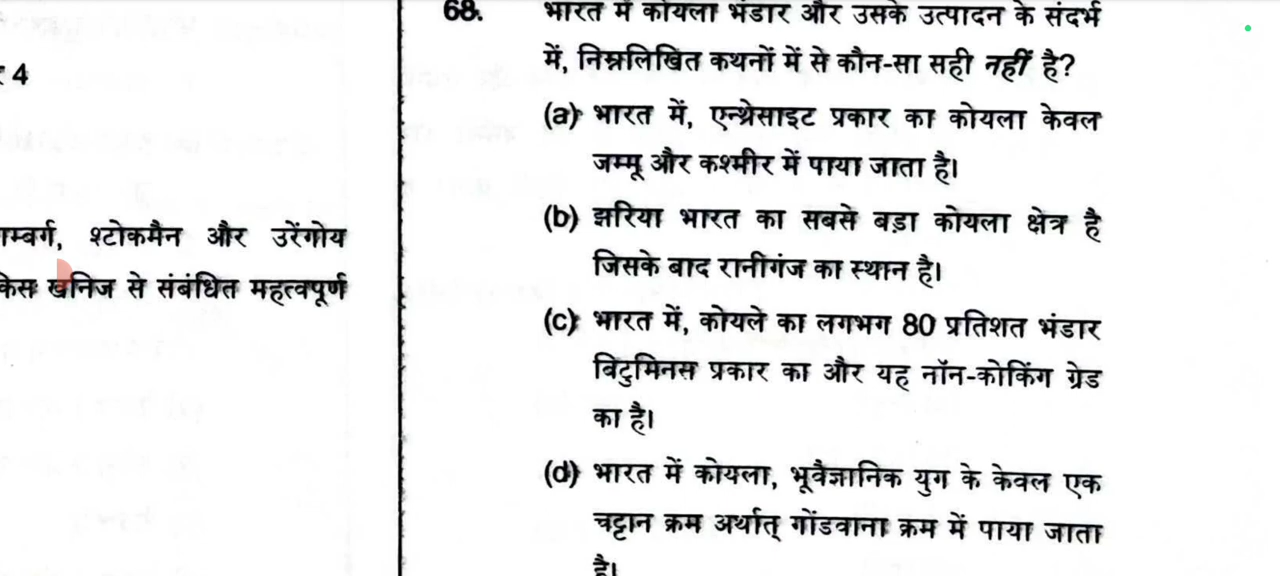 4
म्बर्ग, श्टोकमैन और उरेंगोय
किस खनिज से संबंधित महत्वपूर्ण
68. भारत में कोयला भंडार और उसके उत्पादन के संदर्भ
में, निम्नलिखित कथनों में से कौन-सा सही नहीं है?
(a) भारत में, एन्थ्रेसाइट प्रकार का कोयला केवल
जम्मू और कश्मीर में पाया जाता है।
(b) झरिया भारत का सबसे बड़ा कोयला क्षेत्र है
जिसके बाद रानीगंज का स्थान है।
(c) भारत में, कोयले का लगभग 80 प्रतिशत भंडार
बिटुमिनस प्रकार का और यह नॉन-कोकिंग ग्रेड
का है।
(d) भारत में कोयला, भूवैज्ञानिक युग के केवल एक
चट्टान क्रम अर्थात् गोंडवाना क्रम में पाया जाता
है।